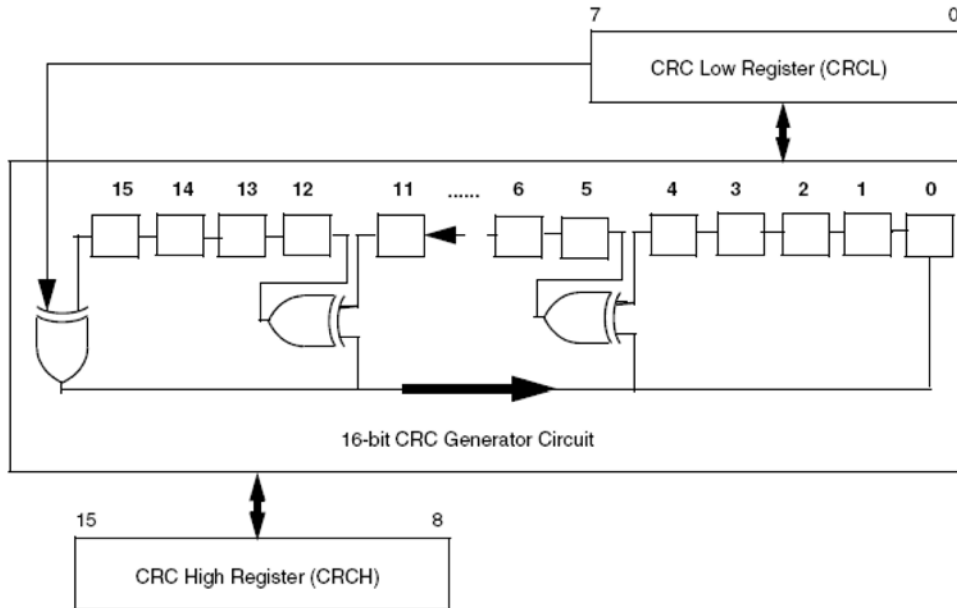 7 0
CRC Low Register (CRCL)
15 14 13 12 11 ...... 6 5 4 3 2 1 0
16-bit CRC Generator Circuit
15 8
CRC High Register (CRCH)